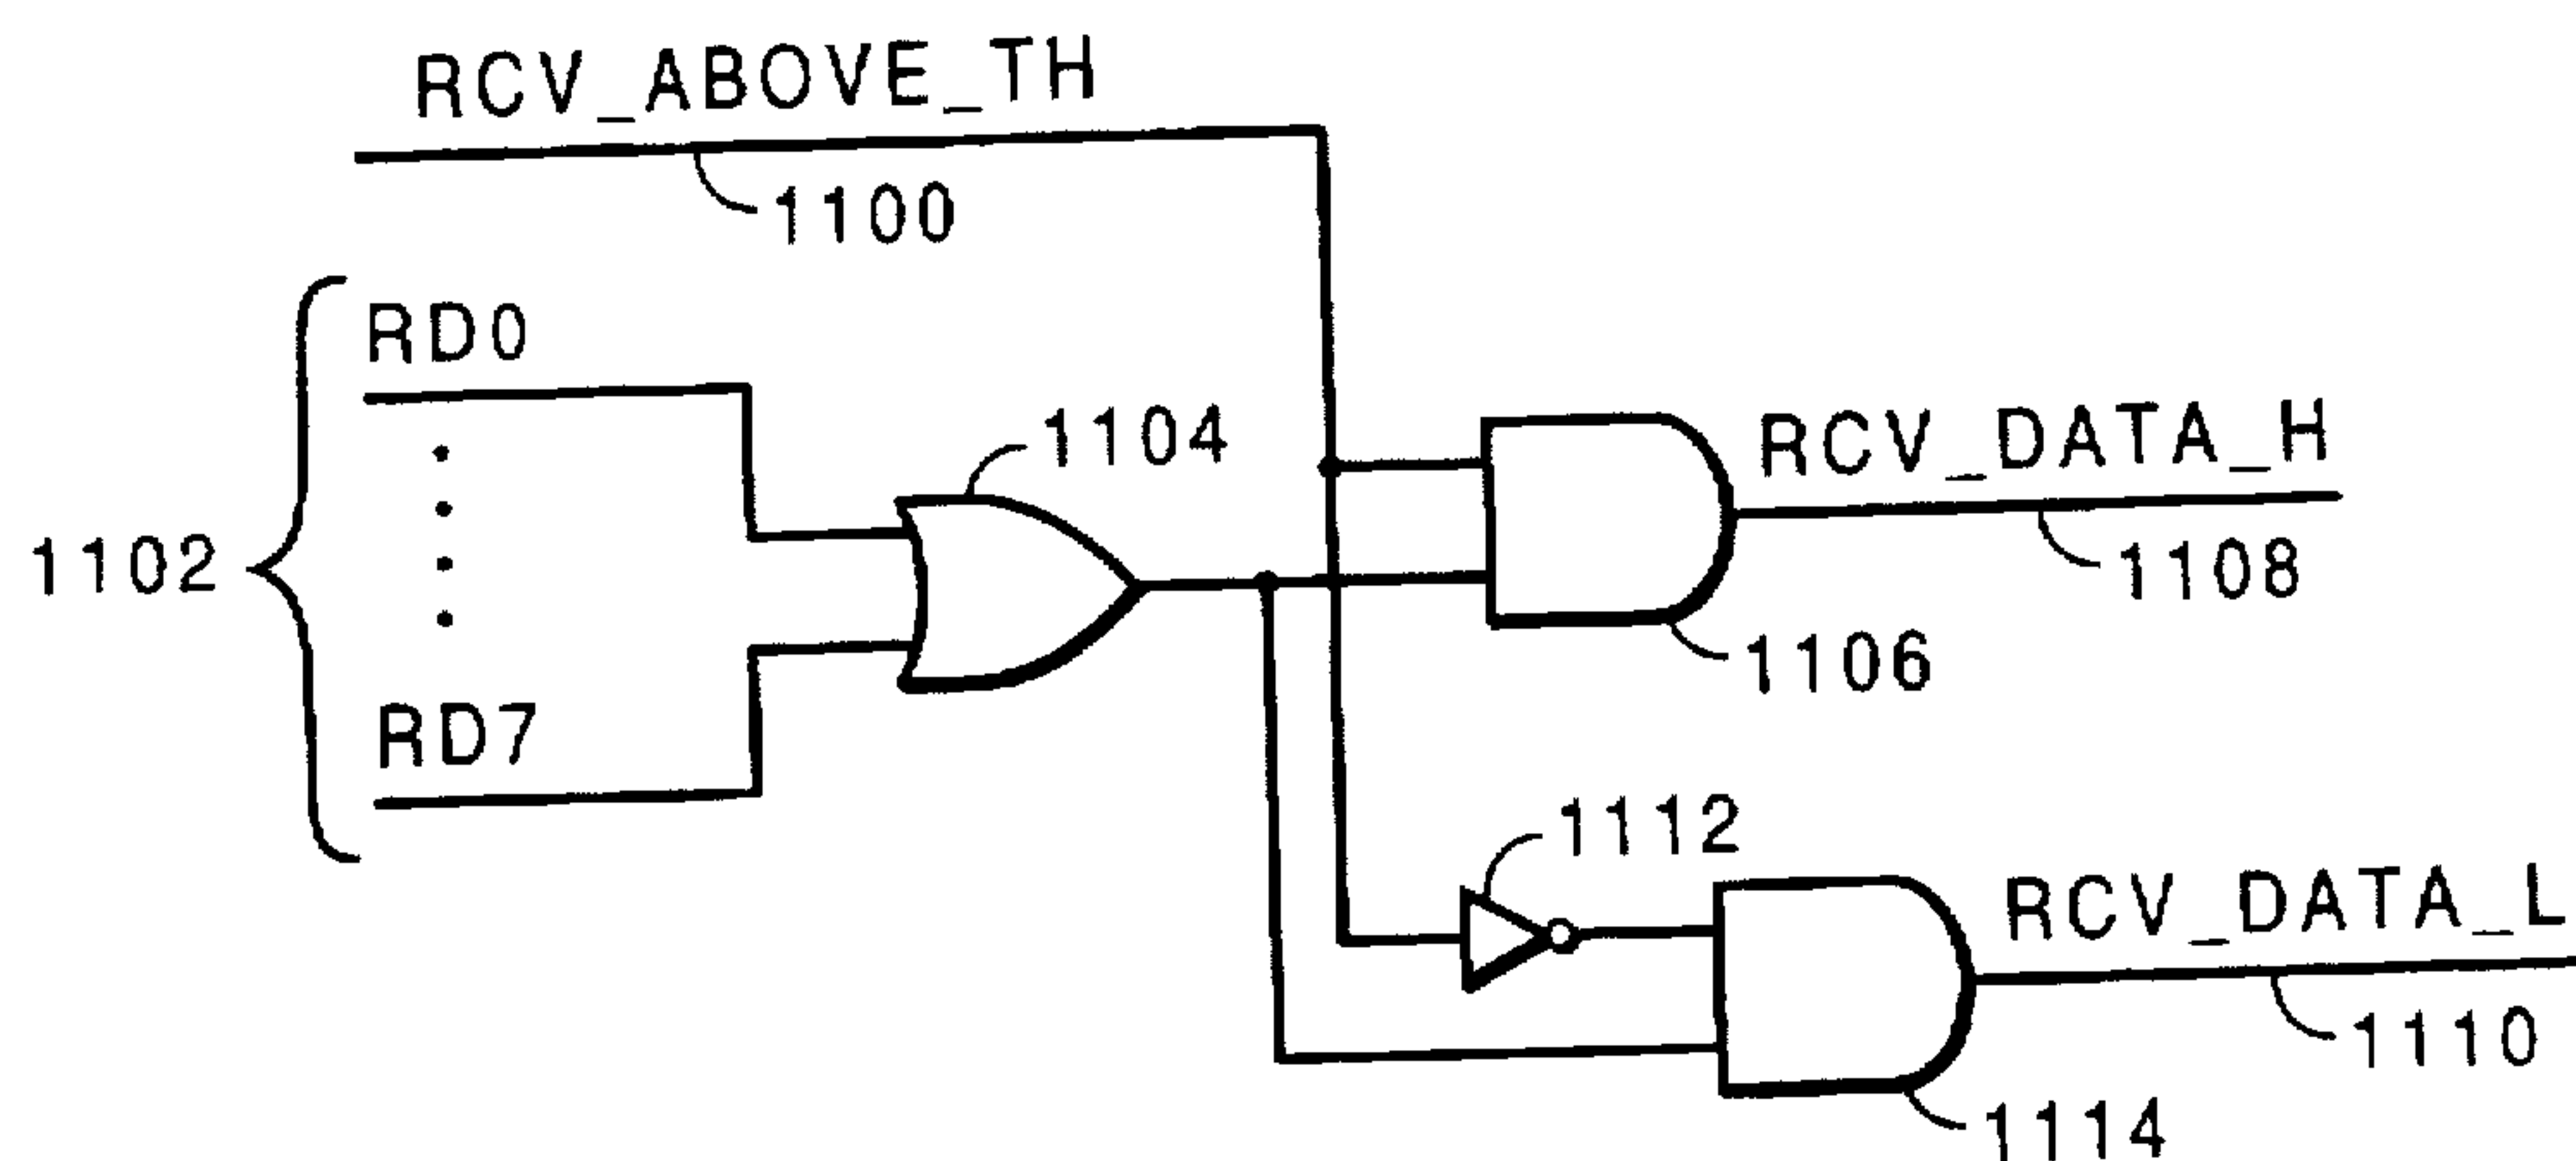 RCV_ABOVE_TH
1100
RD0
1102
1104
RCV_DATA_H
1108
1106
RD7
1112
RCV_DATA_L
1110
1114